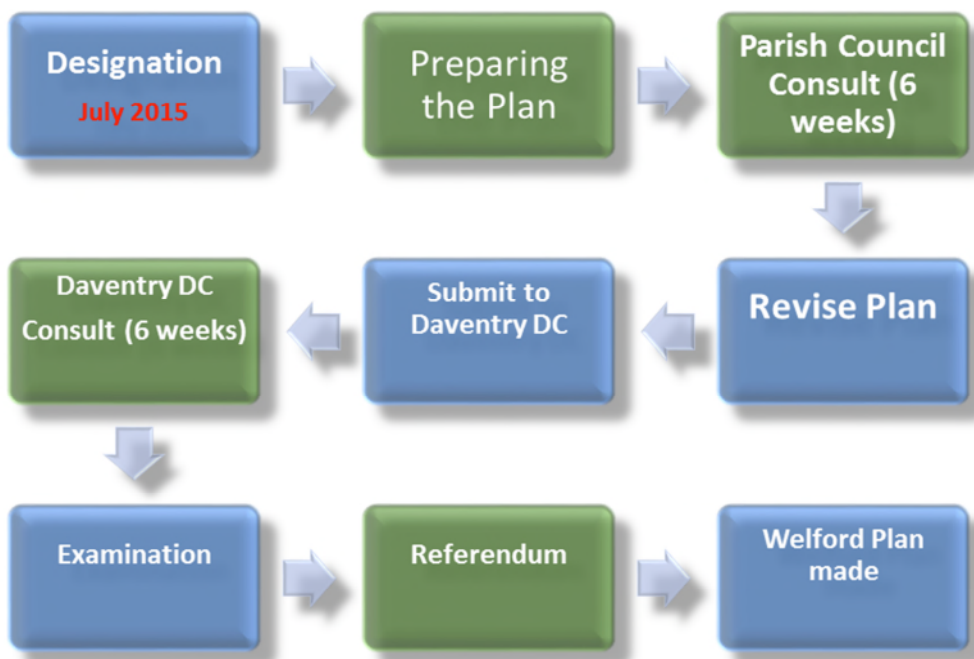 Designation
July 2015
Preparing
the Plan
Parish Council
Consult (6
weeks)
Revise Plan
Submit to
Daventry DC
Daventry DC
Consult (6 weeks)
Examination
Referendum
Welford Plan
made